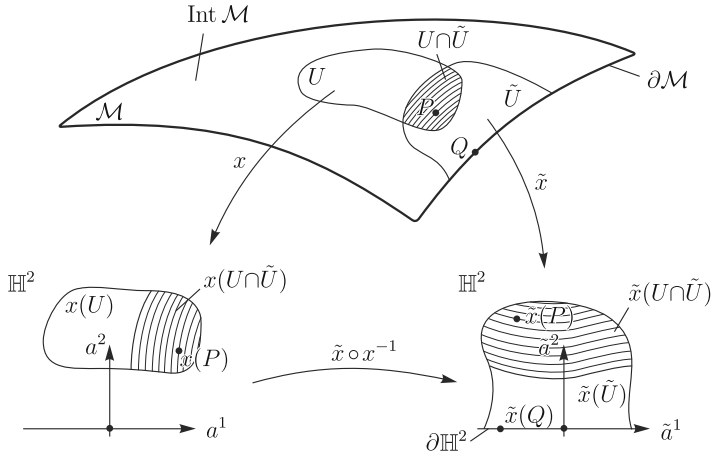 Int ℳ
U∩Ũ
U
∂ℳ
Ũ
P
ℳ
Q
x
x̃
ℍ²
x(U∩Ũ)
x(U)
a²
x(P)
a¹
x̃∘x⁻¹
ℍ²
x̃(U∩Ũ)
x̃(P)
ã²
x̃(Ũ)
x̃(Q)
∂ℍ²
ã¹